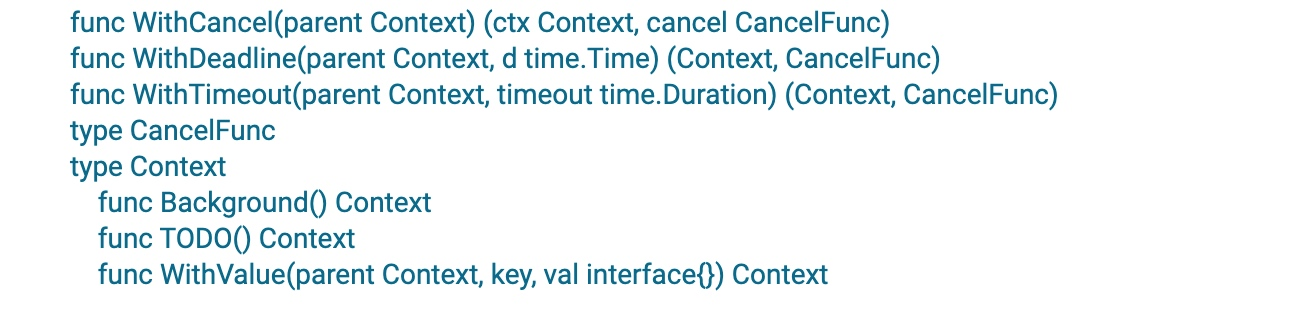 func WithCancel(parent Context) (ctx Context, cancel CancelFunc)
func WithDeadline(parent Context, d time.Time) (Context, CancelFunc)
func WithTimeout(parent Context, timeout time.Duration) (Context, CancelFunc)
type CancelFunc
type Context
func Background() Context
func TODO() Context
func WithValue(parent Context, key, val interface{}) Context